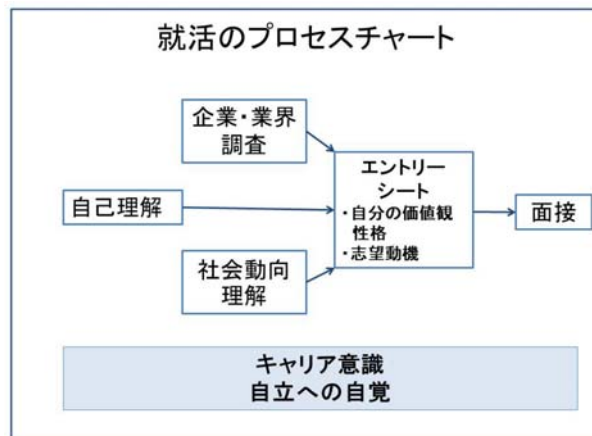 就活のプロセスチャート
企業・業界
調査
自己理解
社会動向
理解
エントリー
シート
・自分の価値観
性格
・志望動機
面接
キャリア意識
自立への自覚